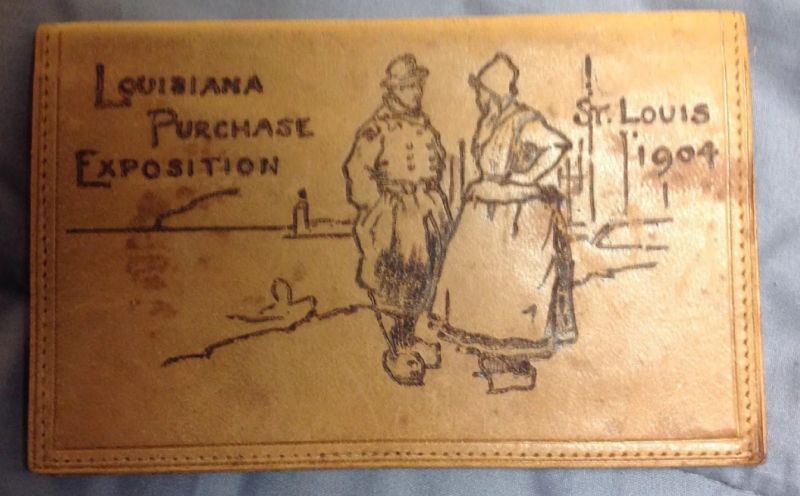 LOUISIANA
PURCHASE
EXPOSITION
ST. LOUIS
1904